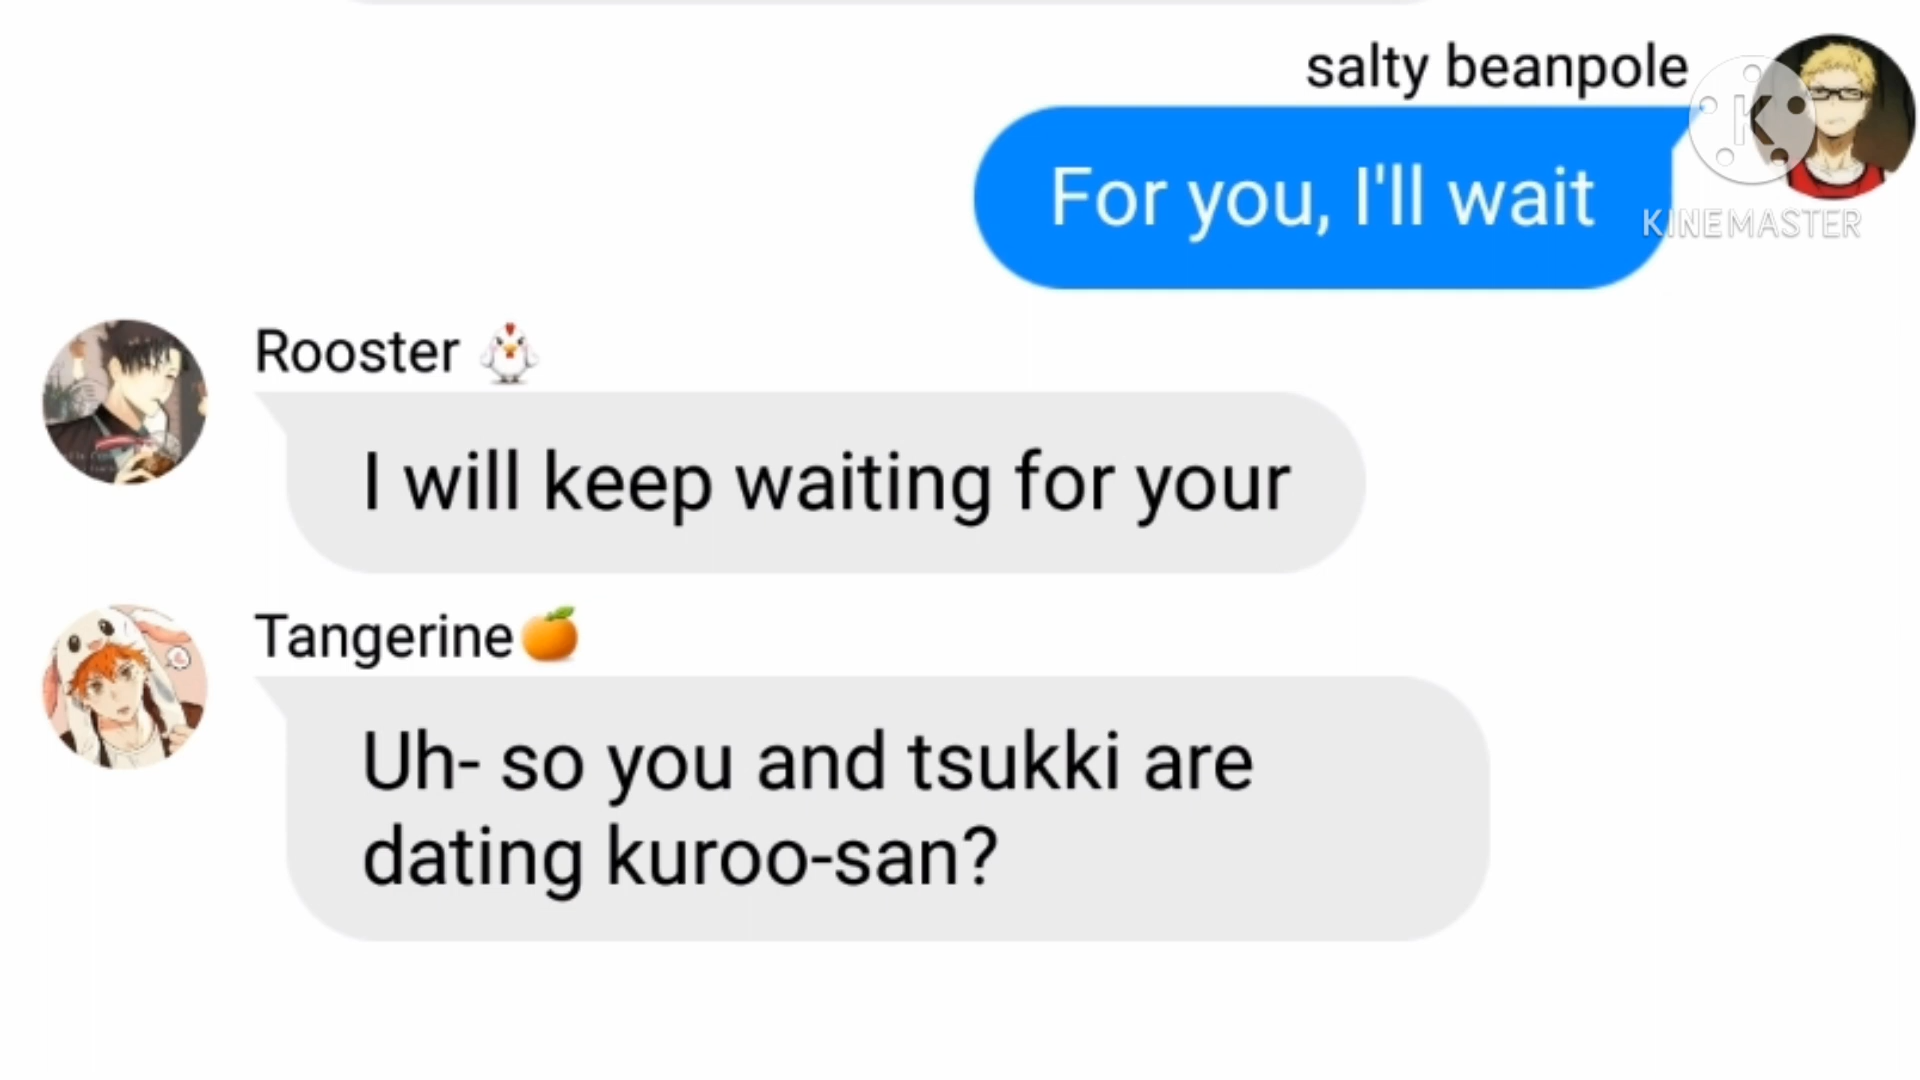 salty beanpole
For you, I'll wait
KINEMASTER
Rooster 🐔
I will keep waiting for your
Tangerine🍊
Uh- so you and tsukki are
dating kuroo-san?